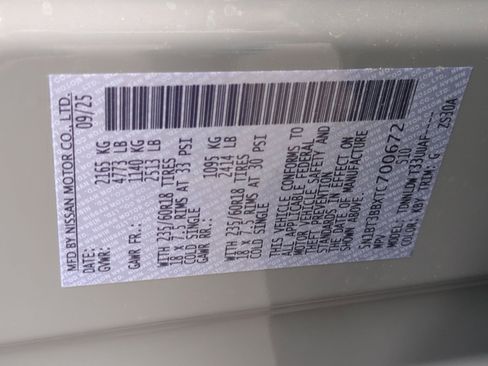 MFD BY NISSAN MOTOR CO., LTD.
DATE: 09/25
GVWR: 2165 KG
4773 LB
GAWR FR.: 1140 KG
2513 LB
WITH 235/60R18 TIRES
18 X 7.5 RIMS AT 33 PSI
COLD SINGLE
GAWR RR.: 1095 KG
2414 LB
WITH 235/60R18 TIRES
18 X 7.5 RIMS AT 30 PSI
COLD SINGLE
THIS VEHICLE CONFORMS TO
ALL APPLICABLE FEDERAL
MOTOR VEHICLE SAFETY AND
THEFT PREVENTION
STANDARDS IN EFFECT ON
THE DATE OF MANUFACTURE
SHOWN ABOVE.
700672
COLOR: KBY TRIM: G
ZS30A